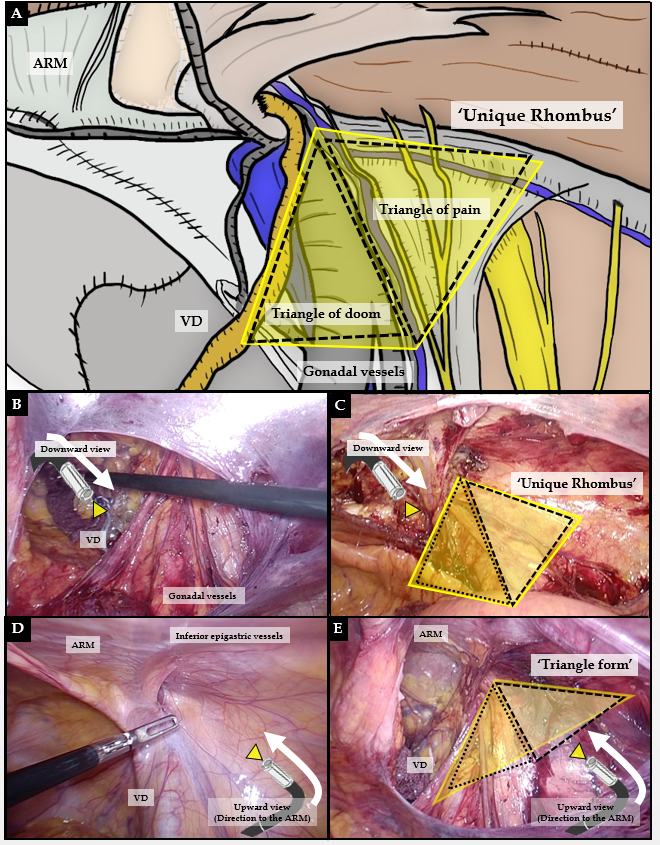 A
ARM
'Unique Rhombus'
Triangle of pain
Triangle of doom
VD
Gonadal vessels
B
Downward view
VD
Gonadal vessels
C
Downward view
'Unique Rhombus'
D
ARM
Inferior epigastric vessels
VD
Upward view
(Direction to the ARM)
E
ARM
'Triangle form'
VD
Upward view
(Direction to the ARM)